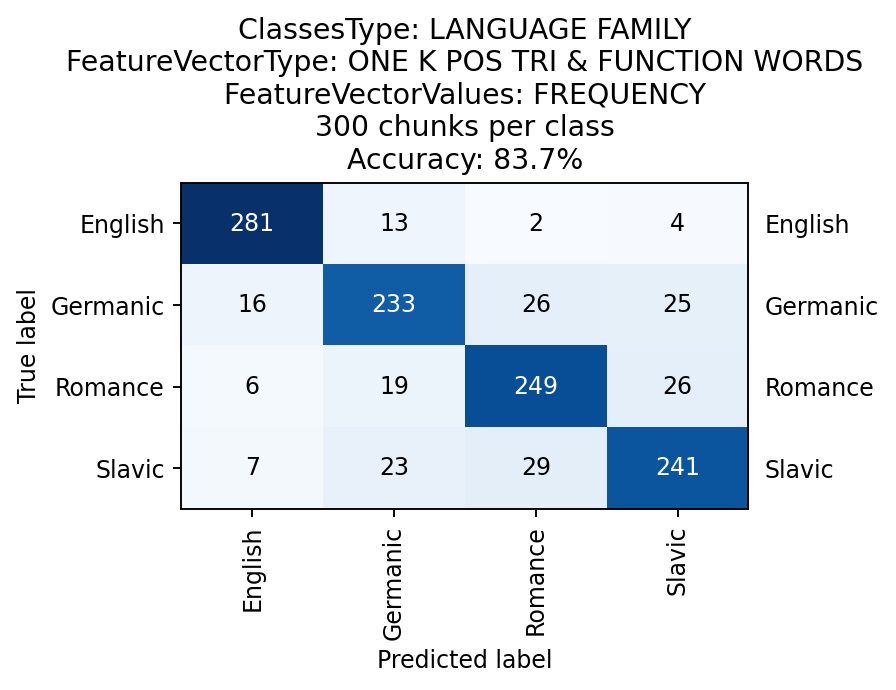 ClassesType: LANGUAGE FAMILY
FeatureVectorType: ONE K POS TRI & FUNCTION WORDS
FeatureVectorValues: FREQUENCY
300 chunks per class
Accuracy: 83.7%
English 281 13 2 4 English
Germanic 16 233 26 25 Germanic
Romance 6 19 249 26 Romance
Slavic 7 23 29 241 Slavic
True label
English Germanic Romance Slavic
Predicted label